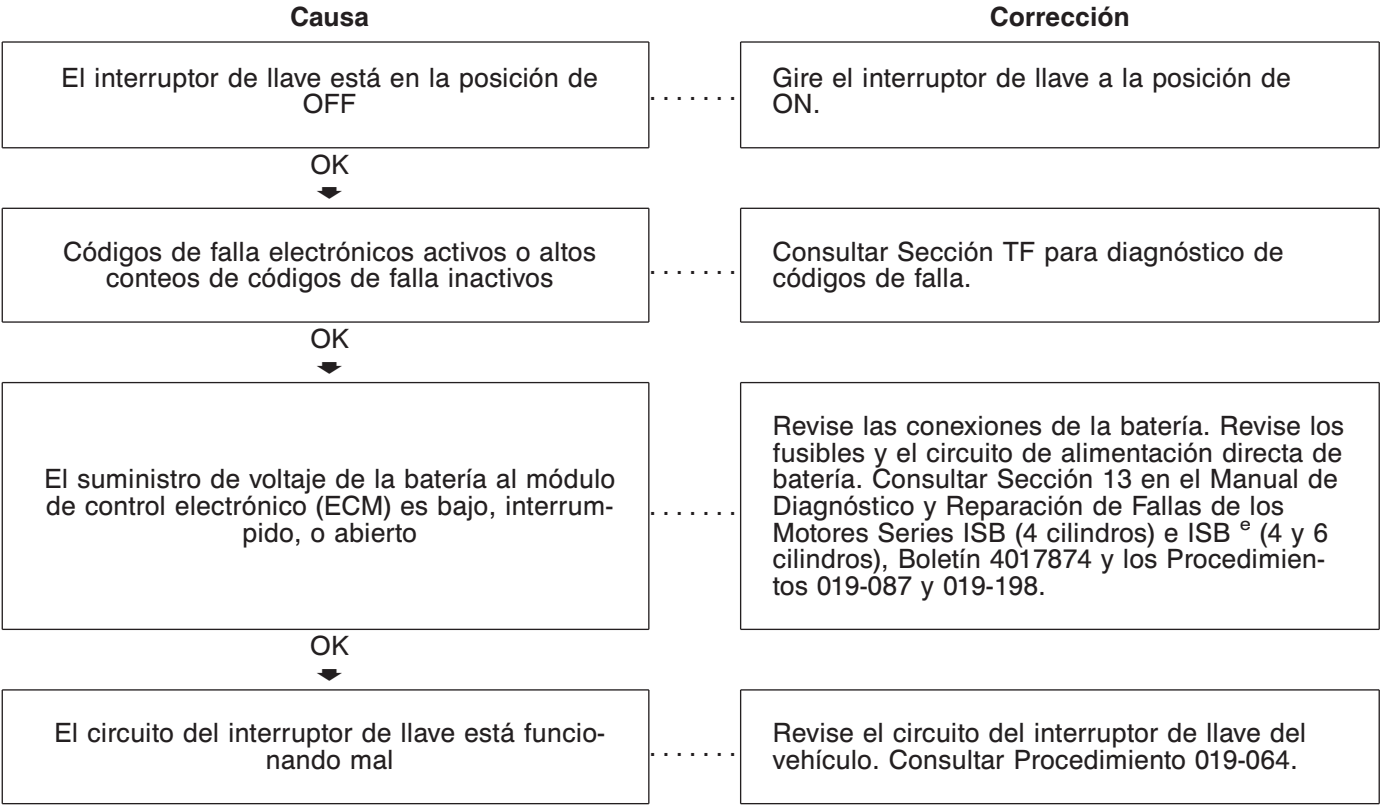 Causa
Corrección
El interruptor de llave está en la posición de
OFF
. . . . . . .
Gire el interruptor de llave a la posición de
ON.
OK
Códigos de falla electrónicos activos o altos
conteos de códigos de falla inactivos
. . . . . . .
Consultar Sección TF para diagnóstico de
códigos de falla.
OK
El suministro de voltaje de la batería al módulo
de control electrónico (ECM) es bajo, interrum-
pido, o abierto
. . . . . . .
Revise las conexiones de la batería. Revise los
fusibles y el circuito de alimentación directa de
batería. Consultar Sección 13 en el Manual de
Diagnóstico y Reparación de Fallas de los
Motores Series ISB (4 cilindros) e ISB e (4 y 6
cilindros), Boletín 4017874 y los Procedimien-
tos 019-087 y 019-198.
OK
El circuito del interruptor de llave está funcio-
nando mal
. . . . . . .
Revise el circuito del interruptor de llave del
vehículo. Consultar Procedimiento 019-064.